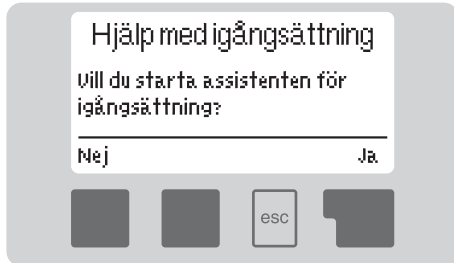 Hjälp med igångsättning
Vill du starta assistenten för
igångsättning?
Nej Ja
esc